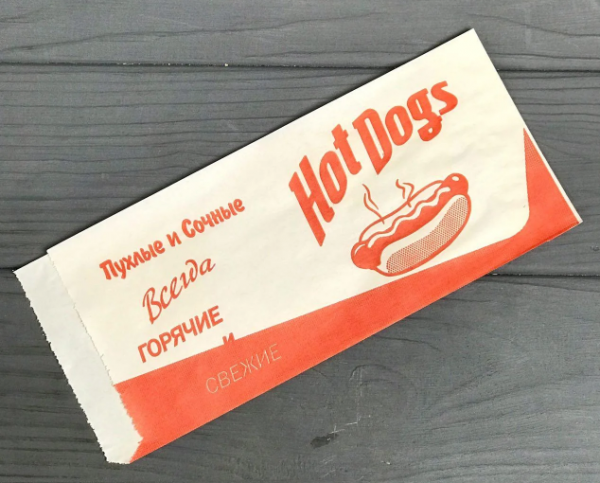 Hot Dogs
Пухлые и Сочные
Всегда
ГОРЯЧИЕ
и
СВЕЖИЕ